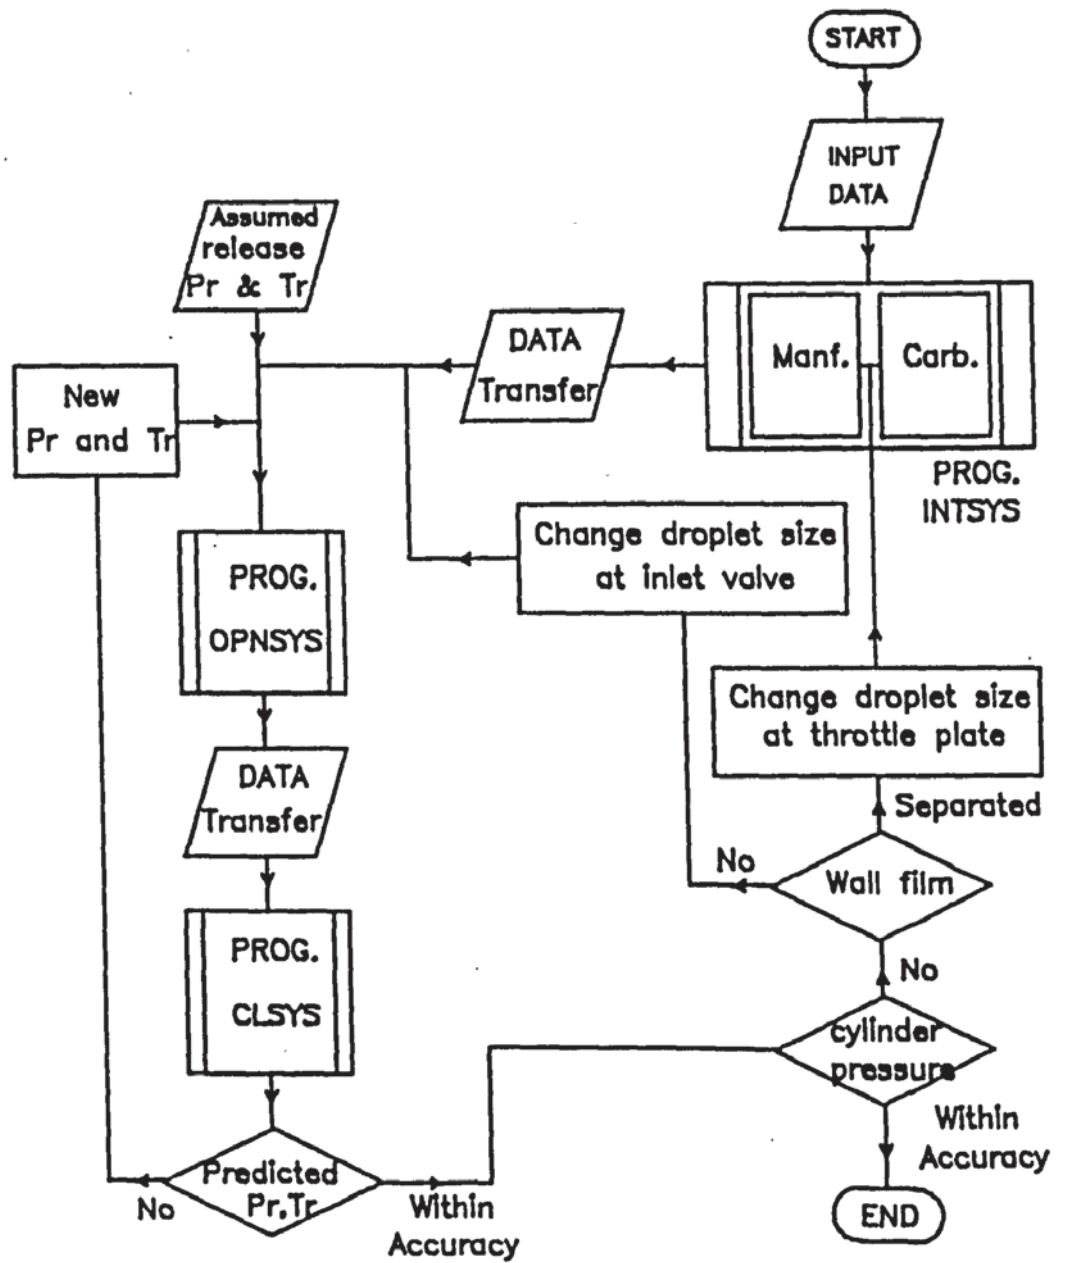 START
INPUT
DATA
Assumed
release
Pr & Tr
DATA
Transfer
Manf.
Carb.
New
Pr and Tr
PROG.
INTSYS
Change droplet size
at inlet valve
PROG.
OPNSYS
Change droplet size
at throttle plate
DATA
Transfer
Separated
No
Wall film
PROG.
CLSYS
No
cylinder
pressure
Within
Accuracy
Predicted
Pr.Tr
No
Within
Accuracy
END